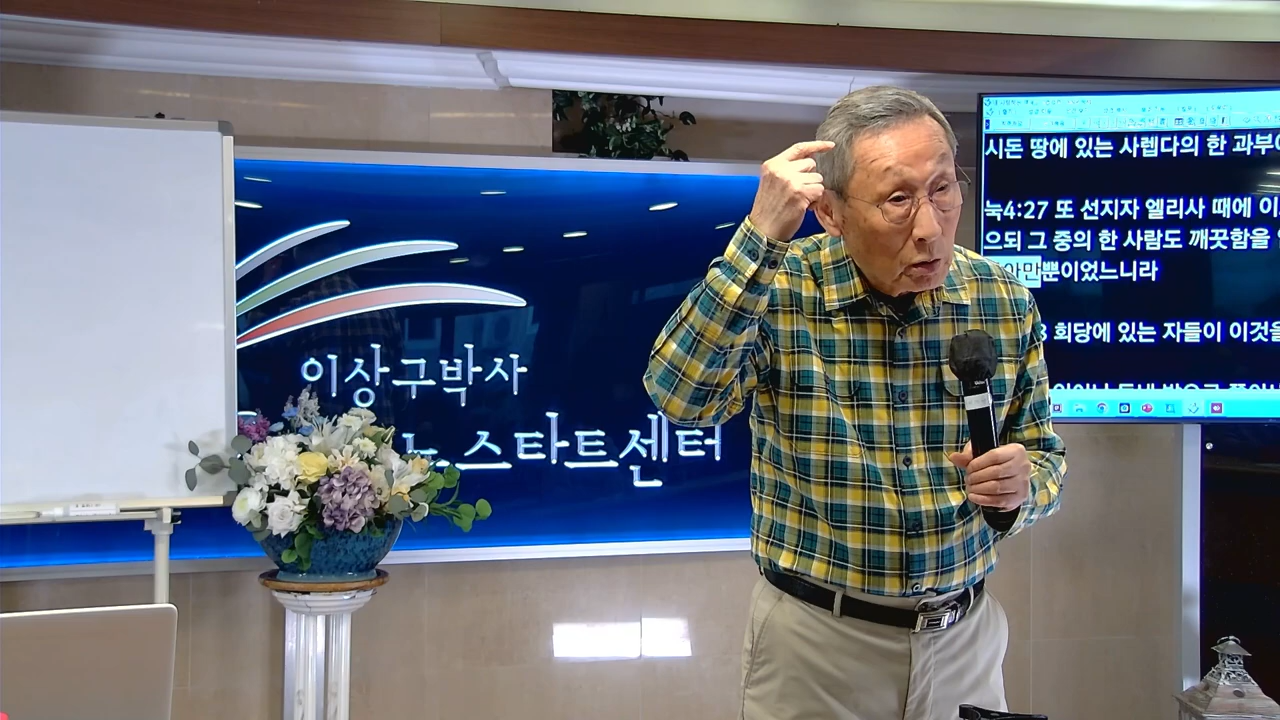 이상구박사
뉴스타트센터
시돈 땅에 있는 사렙다의 한 과부에
눅4:27 또 선지자 엘리사 때에 이
으되 그 중의 한 사람도 깨끗함을
아만뿐이었느니라
회당에 있는 자들이 이것을